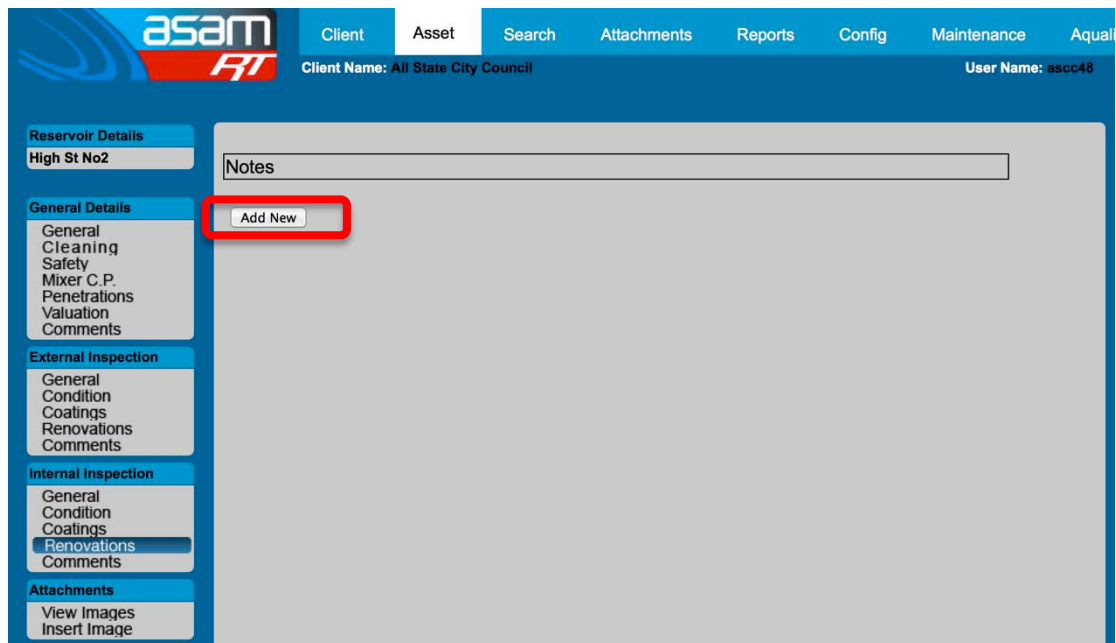 asam
RT
Client Asset Search Attachments Reports Config Maintenance Aquali
Client Name: All State City Council User Name: ascc48
Reservoir Details
High St No2
General Details
General
Cleaning
Safety
Mixer C.P.
Penetrations
Valuation
Comments
External Inspection
General
Condition
Coatings
Renovations
Comments
Internal Inspection
General
Condition
Coatings
Renovations
Comments
Attachments
View Images
Insert Image
Notes
Add New